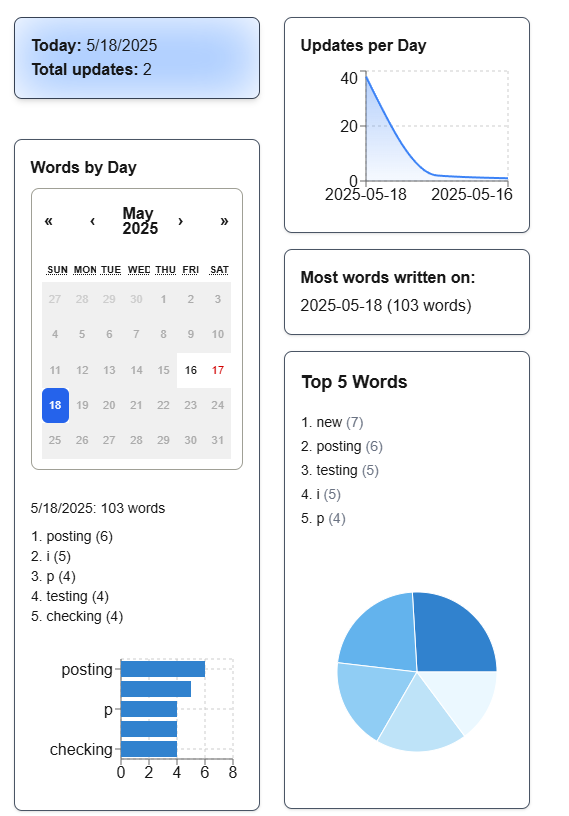 Today: 5/18/2025
Total updates: 2
Words by Day
« ‹ May 2025 › »
SUN MON TUE WED THU FRI SAT
27 28 29 30 1 2 3
4 5 6 7 8 9 10
11 12 13 14 15 16 17
18 19 20 21 22 23 24
25 26 27 28 29 30 31
5/18/2025: 103 words
1. posting (6)
2. i (5)
3. p (4)
4. testing (4)
5. checking (4)
posting
p
checking
0 2 4 6 8
Updates per Day
40
20
0
2025-05-18 2025-05-16
Most words written on:
2025-05-18 (103 words)
Top 5 Words
1. new (7)
2. posting (6)
3. testing (5)
4. i (5)
5. p (4)